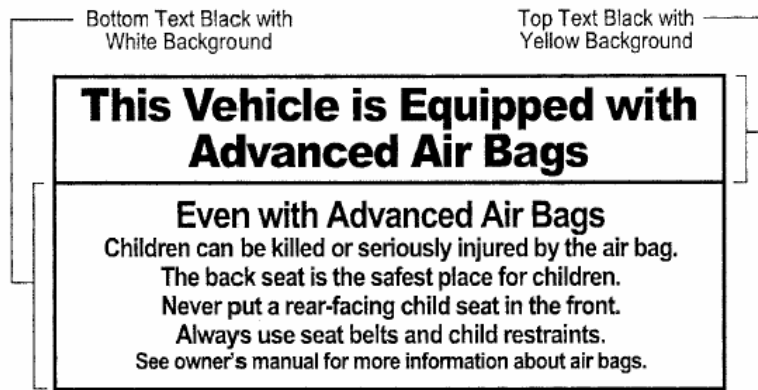 Bottom Text Black with
White Background
Top Text Black with
Yellow Background
This Vehicle is Equipped with
Advanced Air Bags
Even with Advanced Air Bags
Children can be killed or seriously injured by the air bag.
The back seat is the safest place for children.
Never put a rear-facing child seat in the front.
Always use seat belts and child restraints.
See owner's manual for more information about air bags.